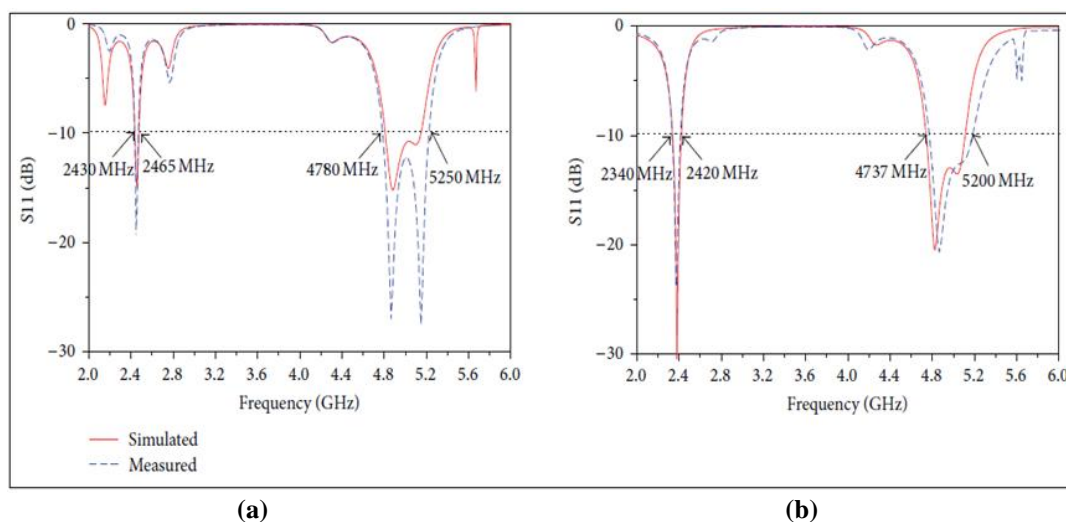 0
−10
−20
−30
S11 (dB)
2430 MHz
2465 MHz
4780 MHz
5250 MHz
2.0 2.4 2.8 3.2 3.6 4.0 4.4 4.8 5.2 5.6 6.0
Frequency (GHz)
Simulated
Measured
(a)
0
−10
−20
−30
S11 (dB)
2340 MHz
2420 MHz
4737 MHz
5200 MHz
2.0 2.4 2.8 3.2 3.6 4.0 4.4 4.8 5.2 5.6 6.0
Frequency (GHz)
(b)